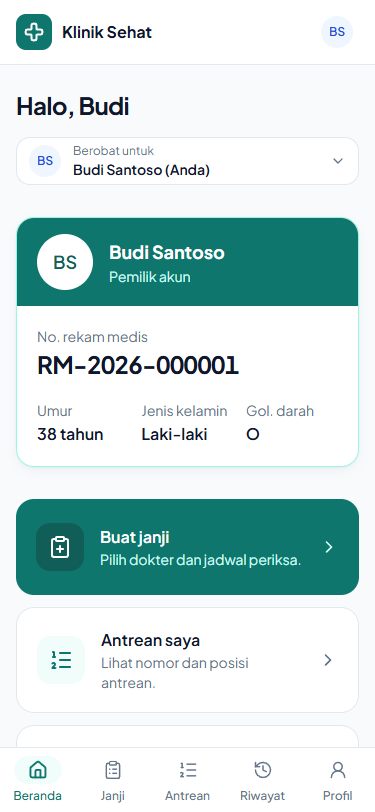 Klinik Sehat
BS
Halo, Budi
BS
Berobat untuk
Budi Santoso (Anda)
BS
Budi Santoso
Pemilik akun
No. rekam medis
RM-2026-000001
Umur Jenis kelamin Gol. darah
38 tahun Laki-laki O
Buat janji
Pilih dokter dan jadwal periksa.
Antrean saya
Lihat nomor dan posisi
antrean.
Beranda Janji Antrean Riwayat Profil